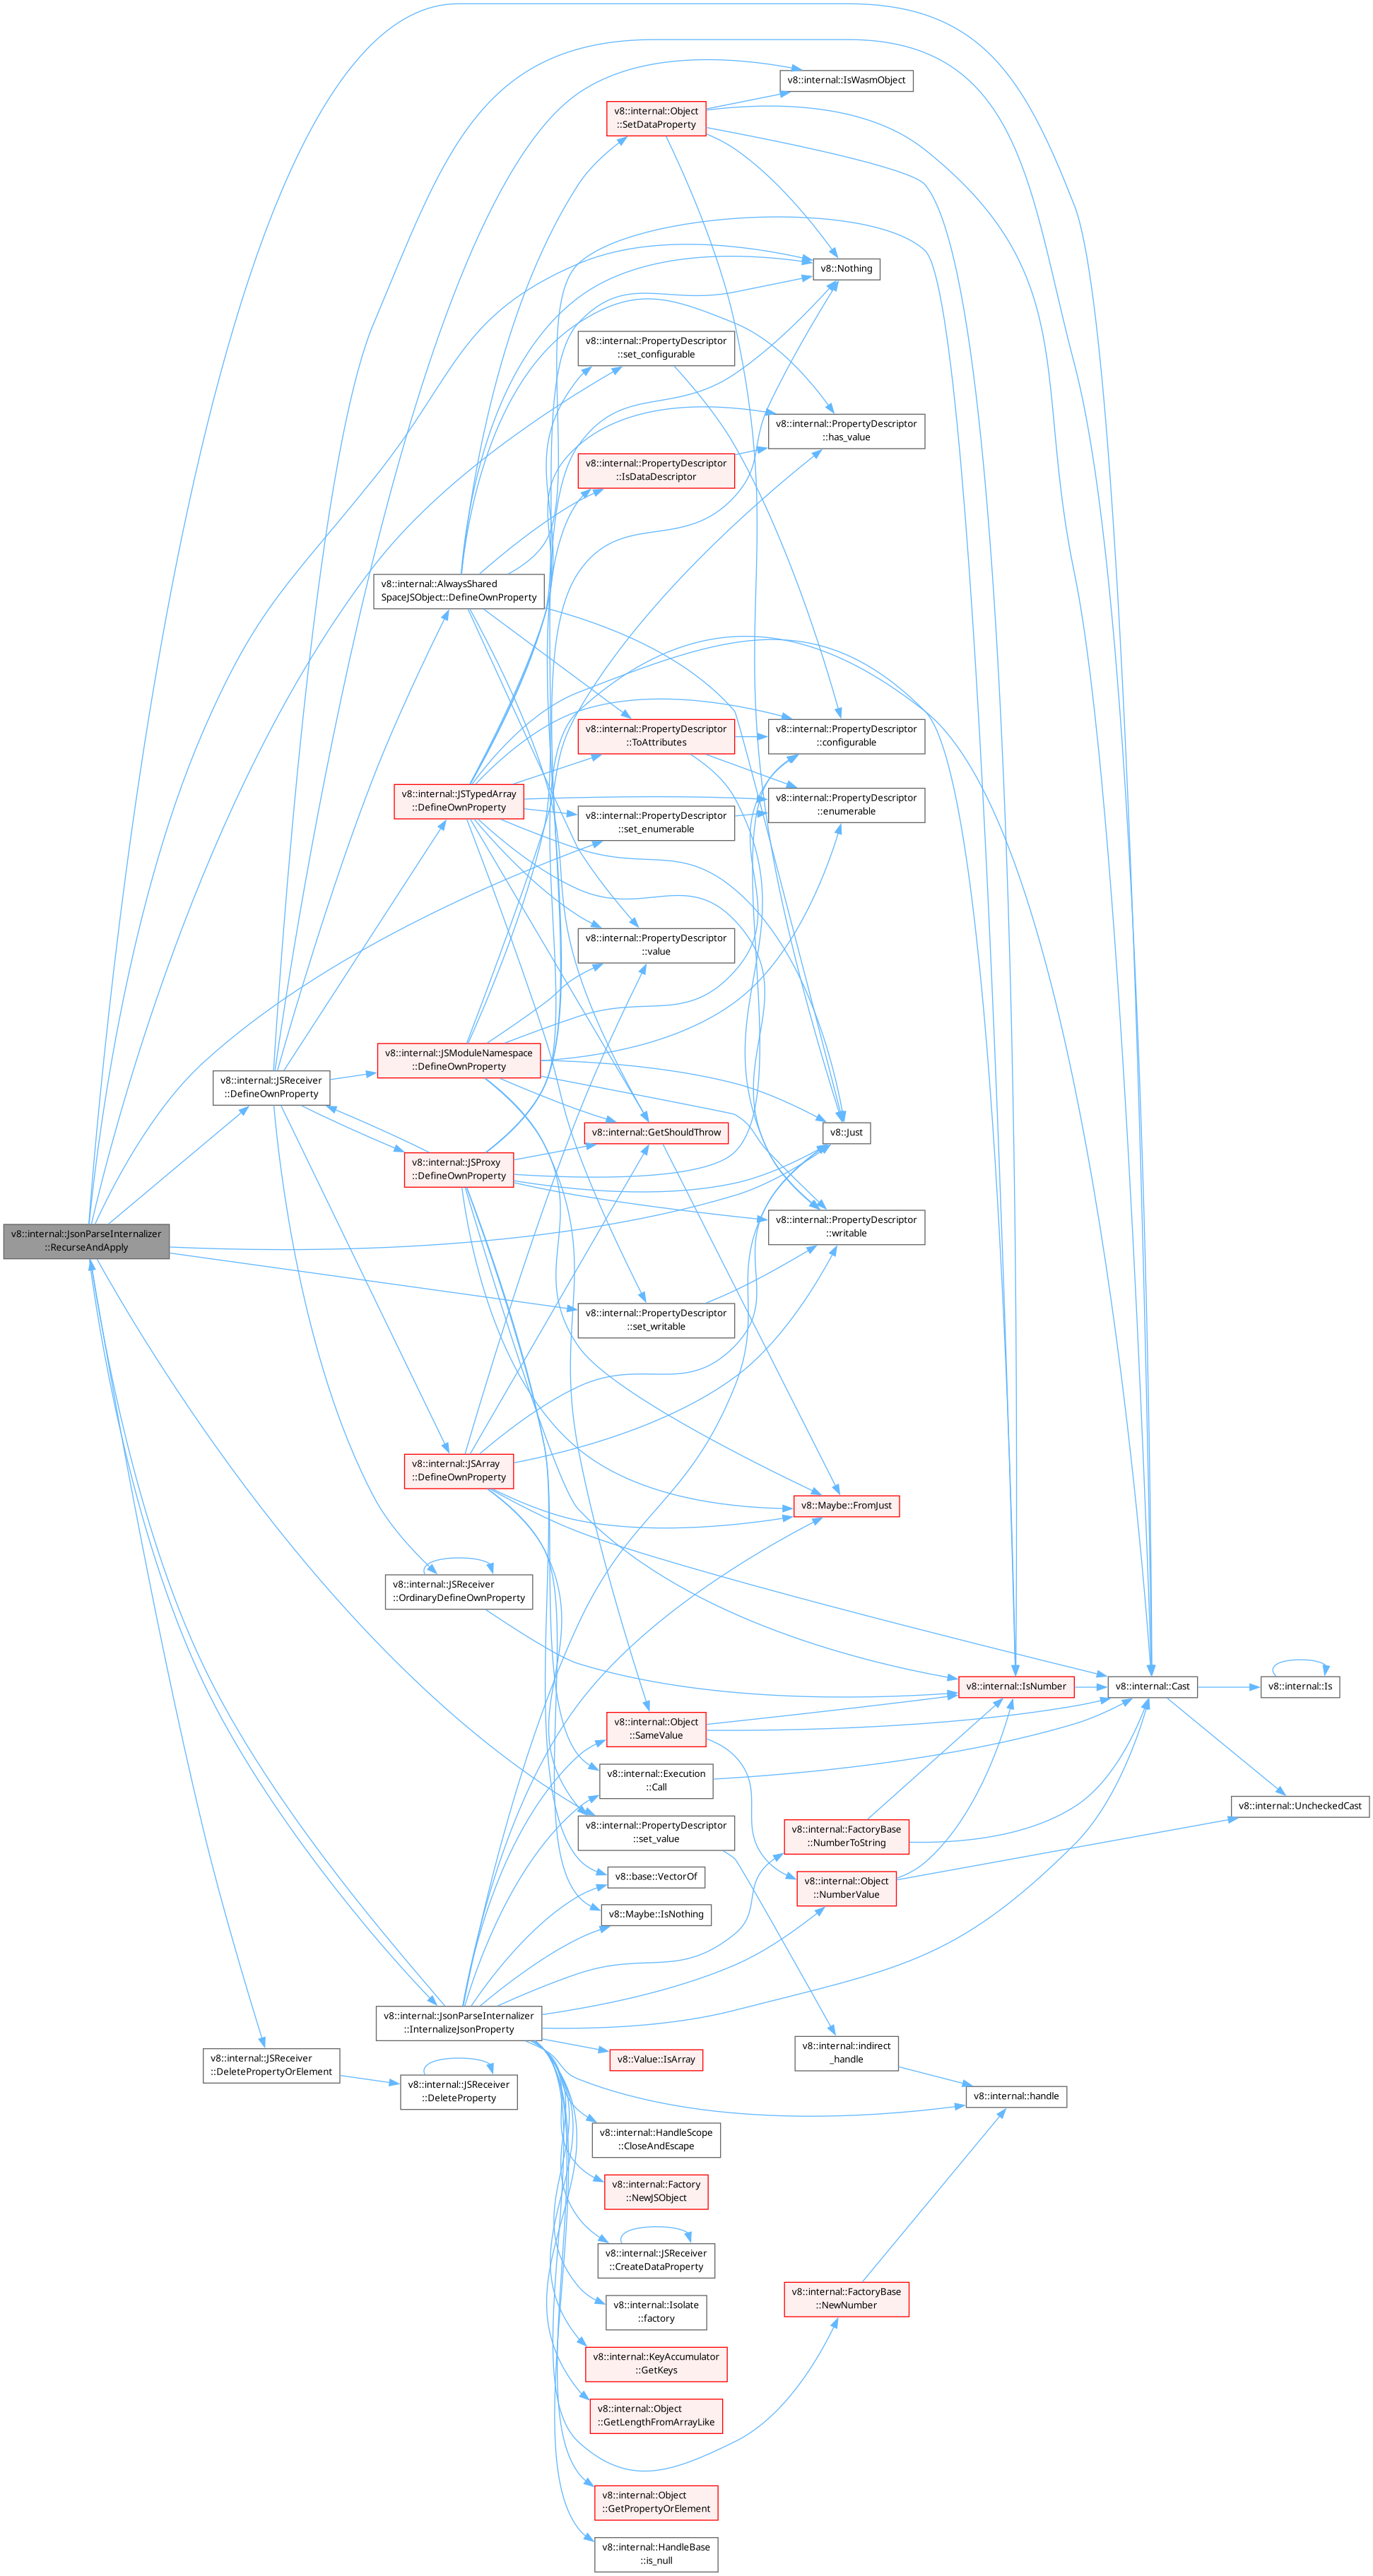 v8::internal::IsWasmObject
v8::internal::Object
::SetDataProperty
v8::Nothing
v8::internal::PropertyDescriptor
::set_configurable
v8::internal::PropertyDescriptor
::has_value
v8::internal::PropertyDescriptor
::IsDataDescriptor
v8::internal::AlwaysShared
SpaceJSObject::DefineOwnProperty
v8::internal::PropertyDescriptor
::ToAttributes
v8::internal::PropertyDescriptor
::configurable
v8::internal::JSTypedArray
::DefineOwnProperty
v8::internal::PropertyDescriptor
::enumerable
v8::internal::PropertyDescriptor
::set_enumerable
v8::internal::PropertyDescriptor
::value
v8::internal::JSModuleNamespace
::DefineOwnProperty
v8::internal::JSReceiver
::DefineOwnProperty
v8::internal::GetShouldThrow
v8::Just
v8::internal::JSProxy
::DefineOwnProperty
v8::internal::JsonParseInternalizer
::RecurseAndApply
v8::internal::PropertyDescriptor
::writable
v8::internal::PropertyDescriptor
::set_writable
v8::internal::JSArray
::DefineOwnProperty
v8::Maybe::FromJust
v8::internal::JSReceiver
::OrdinaryDefineOwnProperty
v8::internal::IsNumber
v8::internal::Cast
v8::internal::Is
v8::internal::Object
::SameValue
v8::internal::Execution
::Call
v8::internal::UncheckedCast
v8::internal::PropertyDescriptor
::set_value
v8::internal::FactoryBase
::NumberToString
v8::base::VectorOf
v8::internal::Object
::NumberValue
v8::Maybe::IsNothing
v8::internal::JsonParseInternalizer
::InternalizeJsonProperty
v8::internal::indirect
_handle
v8::Value::IsArray
v8::internal::JSReceiver
::DeletePropertyOrElement
v8::internal::JSReceiver
::DeleteProperty
v8::internal::handle
v8::internal::HandleScope
::CloseAndEscape
v8::internal::Factory
::NewJSObject
v8::internal::JSReceiver
::CreateDataProperty
v8::internal::FactoryBase
::NewNumber
v8::internal::Isolate
::factory
v8::internal::KeyAccumulator
::GetKeys
v8::internal::Object
::GetLengthFromArrayLike
v8::internal::Object
::GetPropertyOrElement
v8::internal::HandleBase
::is_null